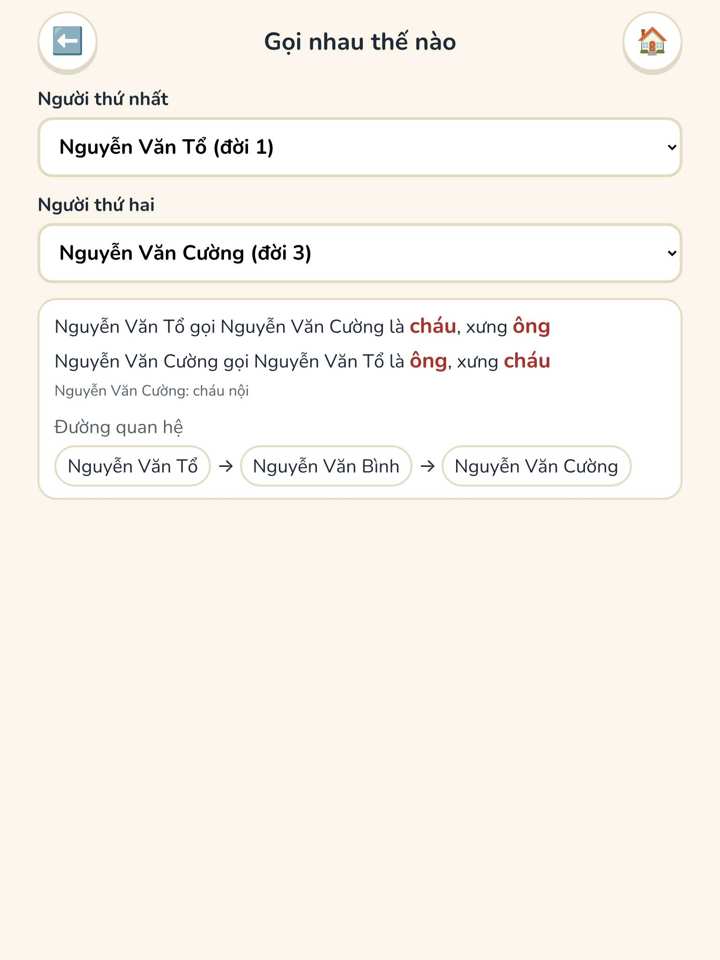 Gọi nhau thế nào
Người thứ nhất
Nguyễn Văn Tổ (đời 1)
Người thứ hai
Nguyễn Văn Cường (đời 3)
Nguyễn Văn Tổ gọi Nguyễn Văn Cường là cháu, xưng ông
Nguyễn Văn Cường gọi Nguyễn Văn Tổ là ông, xưng cháu
Nguyễn Văn Cường: cháu nội
Đường quan hệ
Nguyễn Văn Tổ → Nguyễn Văn Bình → Nguyễn Văn Cường